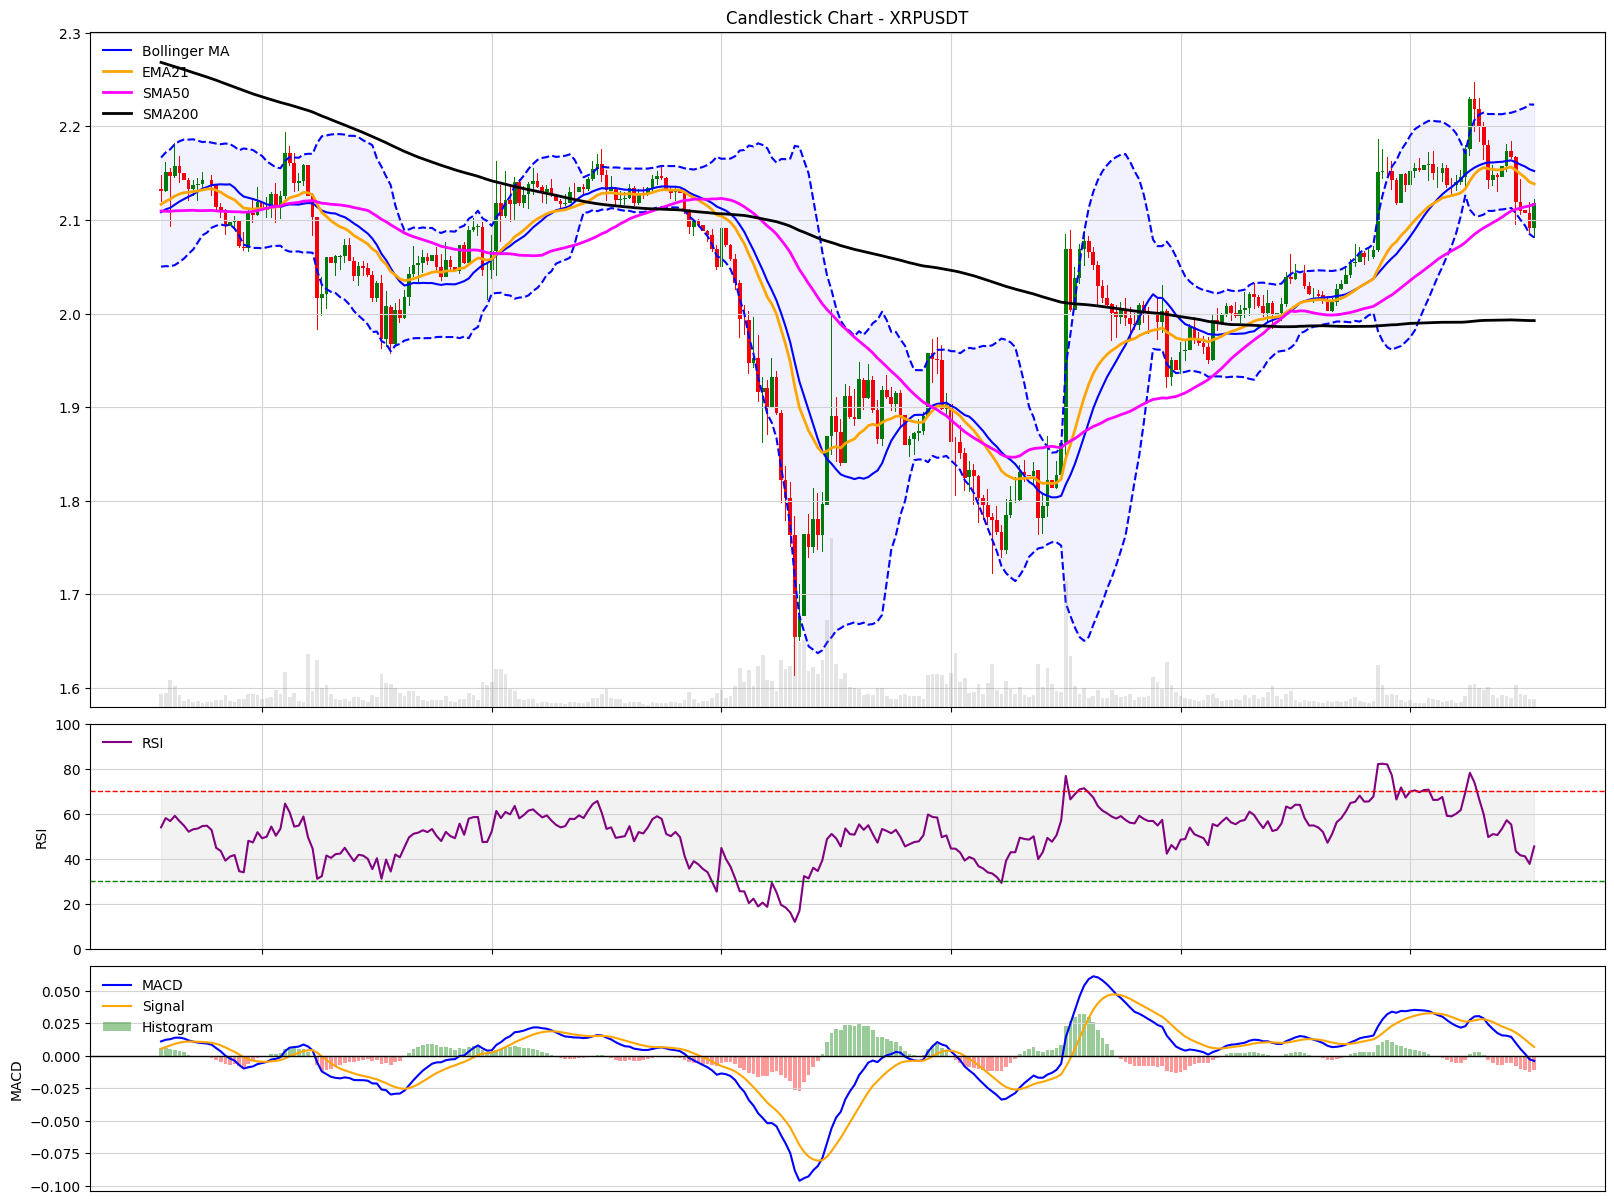 Candlestick Chart - XRPUSDT
2.3
2.2
2.1
2.0
1.9
1.8
1.7
1.6
Bollinger MA
EMA21
SMA50
SMA200
100
80
60
40
20
0
RSI
RSI
0.050
0.025
0.000
−0.025
−0.050
−0.075
−0.100
MACD
MACD
Signal
Histogram